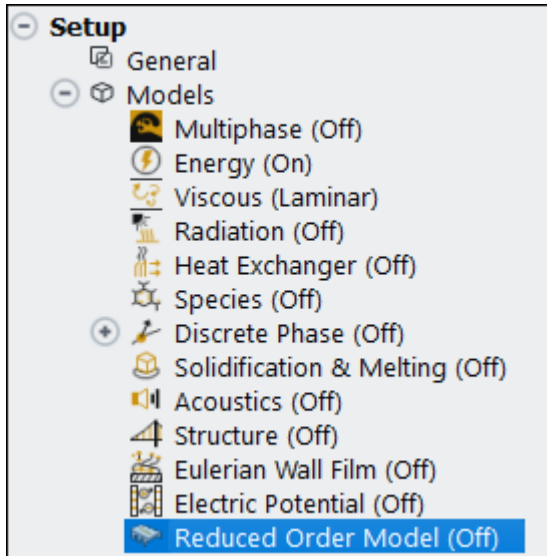 Setup
General
Models
Multiphase (Off)
Energy (On)
Viscous (Laminar)
Radiation (Off)
Heat Exchanger (Off)
Species (Off)
Discrete Phase (Off)
Solidification & Melting (Off)
Acoustics (Off)
Structure (Off)
Eulerian Wall Film (Off)
Electric Potential (Off)
Reduced Order Model (Off)